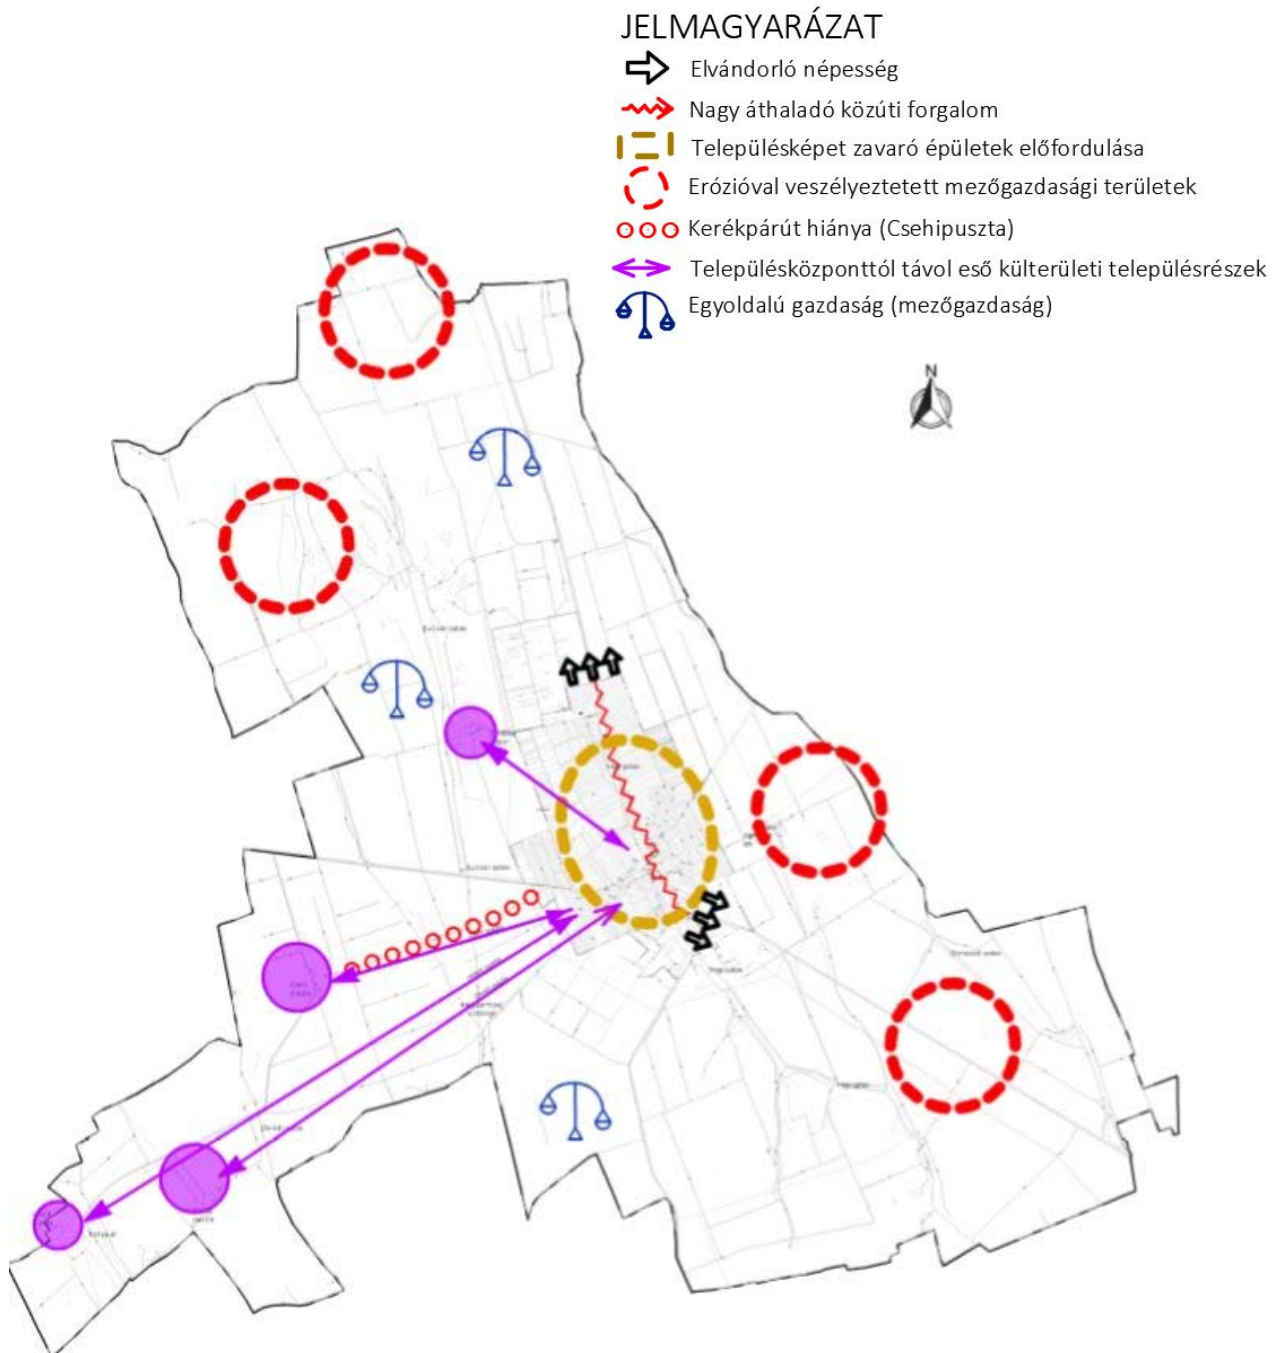 JELMAGYARÁZAT
Elvándorló népesség
Nagy áthaladó közúti forgalom
Településképet zavaró épületek előfordulása
Erózióval veszélyeztetett mezőgazdasági területek
Kerékpárút hiánya (Csehipuszta)
Településközponttól távol eső külterületi településrészek
Egyoldalú gazdaság (mezőgazdaság)
N